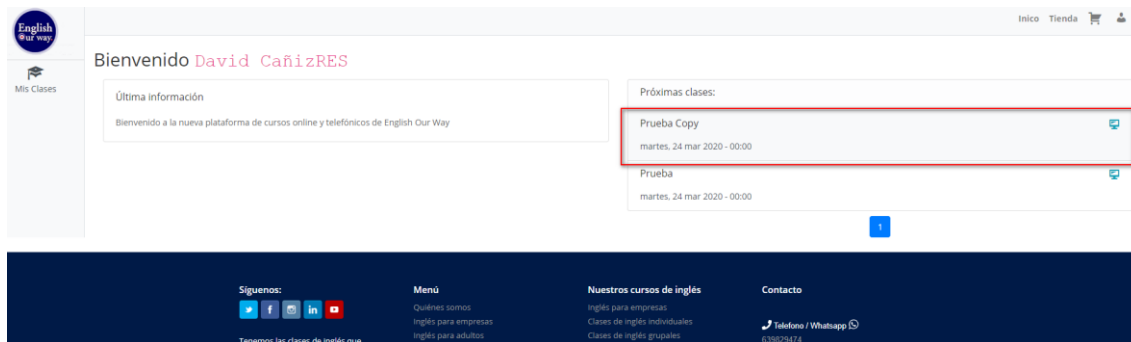 English
Our way.
Inico Tienda
Mis Clases
Bienvenido David CañizRES
Última información
Bienvenido a la nueva plataforma de cursos online y telefónicos de English Our Way
Próximas clases:
Prueba Copy
martes, 24 mar 2020 - 00:00
Prueba
martes, 24 mar 2020 - 00:00
1
Síguenos:
Tenemos las clases de inglés que
Menú
Quiénes somos
Inglés para empresas
Inglés para adultos
Nuestros cursos de inglés
Inglés para empresas
Clases de inglés individuales
Clases de inglés grupales
Contacto
Telefono / Whatsapp
639829474